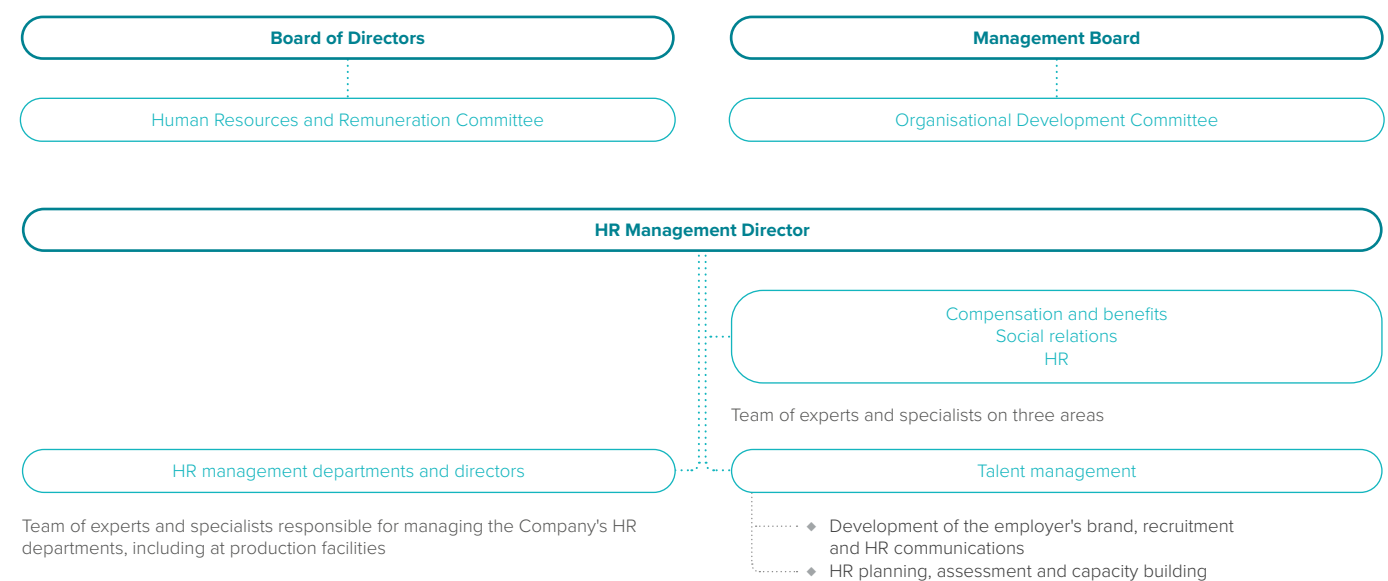 Board of Directors
Management Board
Human Resources and Remuneration Committee
Organisational Development Committee
HR Management Director
Compensation and benefits
Social relations
HR
Team of experts and specialists on three areas
HR management departments and directors
Talent management
Team of experts and specialists responsible for managing the Company's HR
departments, including at production facilities
Development of the employer's brand, recruitment
and HR communications
HR planning, assessment and capacity building